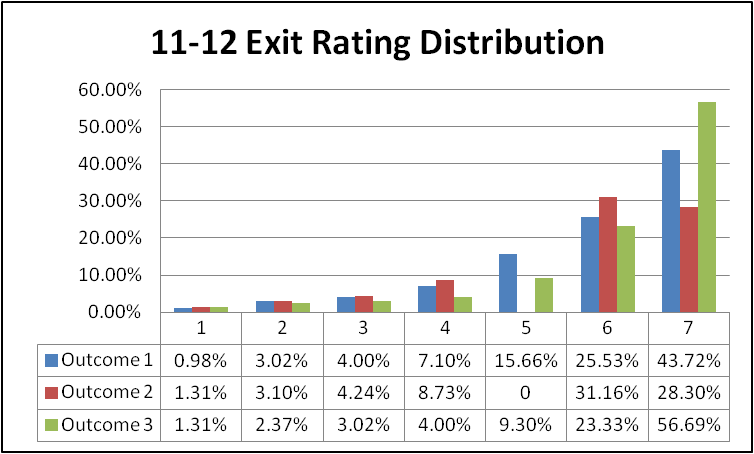 11-12 Exit Rating Distribution
60.00%
50.00%
40.00%
30.00%
20.00%
10.00%
0.00%
1 2 3 4 5 6 7
Outcome 1 0.98% 3.02% 4.00% 7.10% 15.66% 25.53% 43.72%
Outcome 2 1.31% 3.10% 4.24% 8.73% 0 31.16% 28.30%
Outcome 3 1.31% 2.37% 3.02% 4.00% 9.30% 23.33% 56.69%